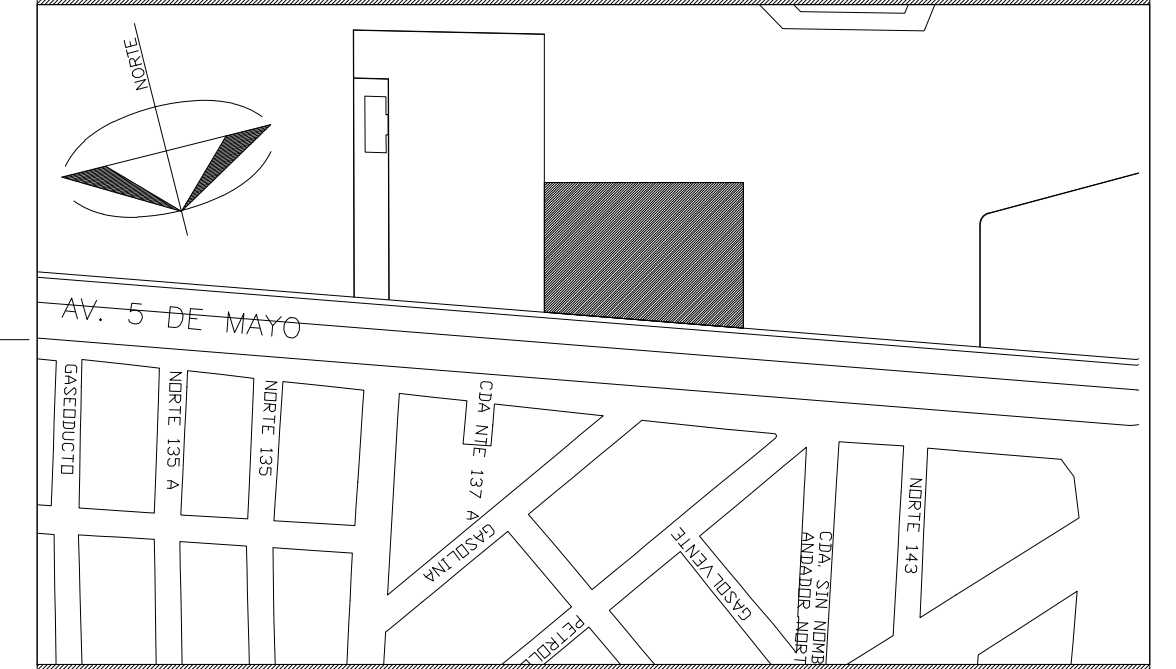 NORTE
AV. 5 DE MAYO
GASEODUCTO
NORTE 135 A
NORTE 135
CDA NTE 137 A
GASOLINA
GASOLVENTE
CDA. SIN NOMB
ANDADOR NORT
NORTE 143
PETROLE